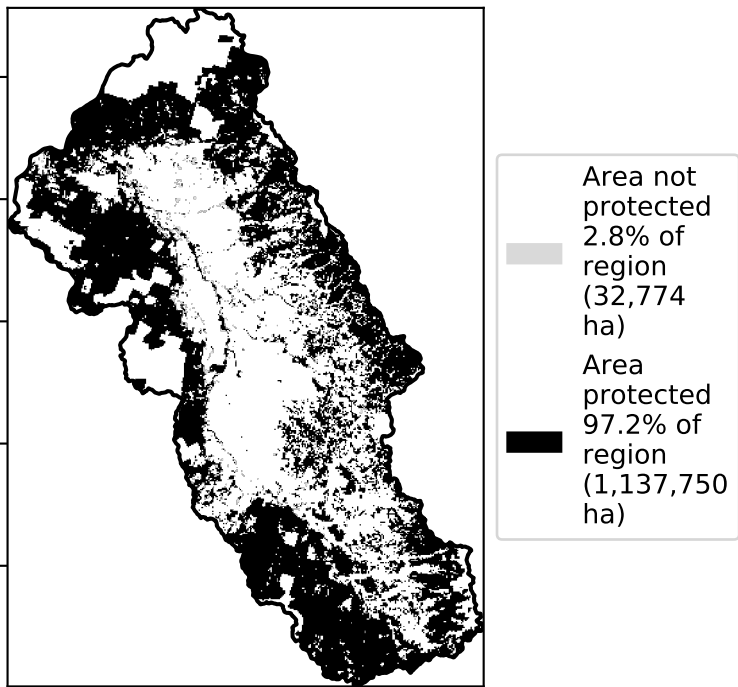 Area not
protected
2.8% of
region
(32,774
ha)
Area
protected
97.2% of
region
(1,137,750
ha)